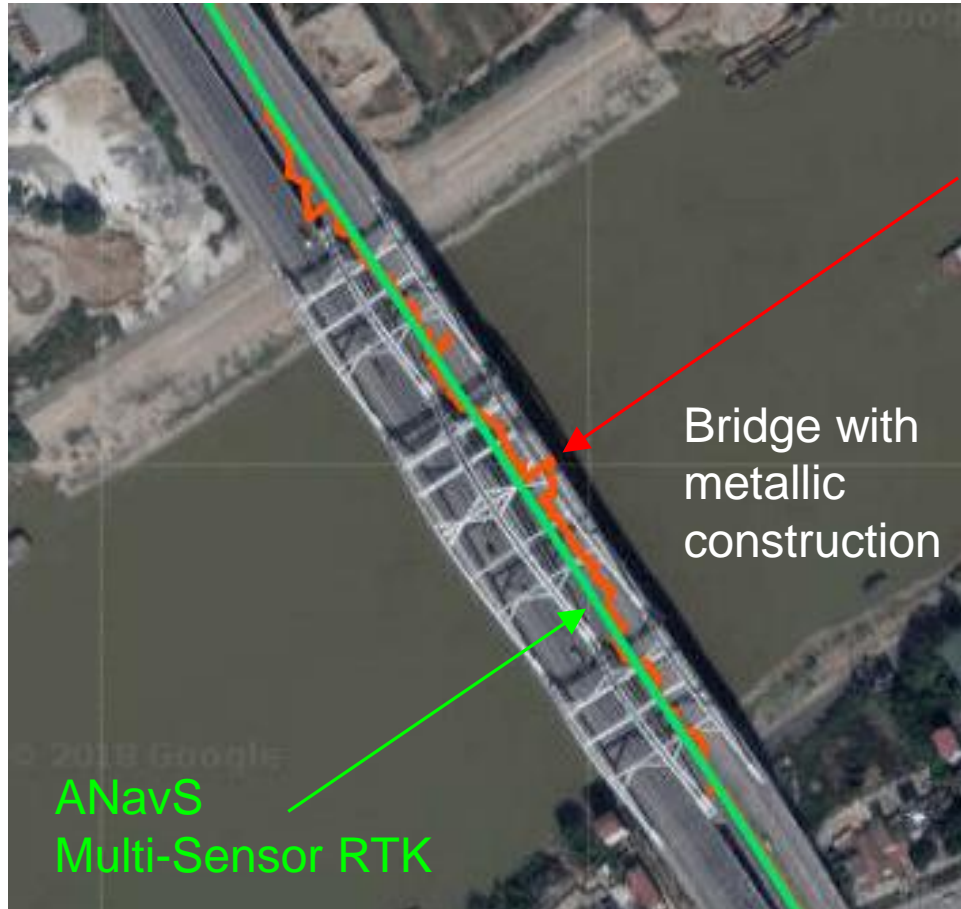 Bridge with
metallic
construction
© 2018 Google
ANavS
Multi-Sensor RTK